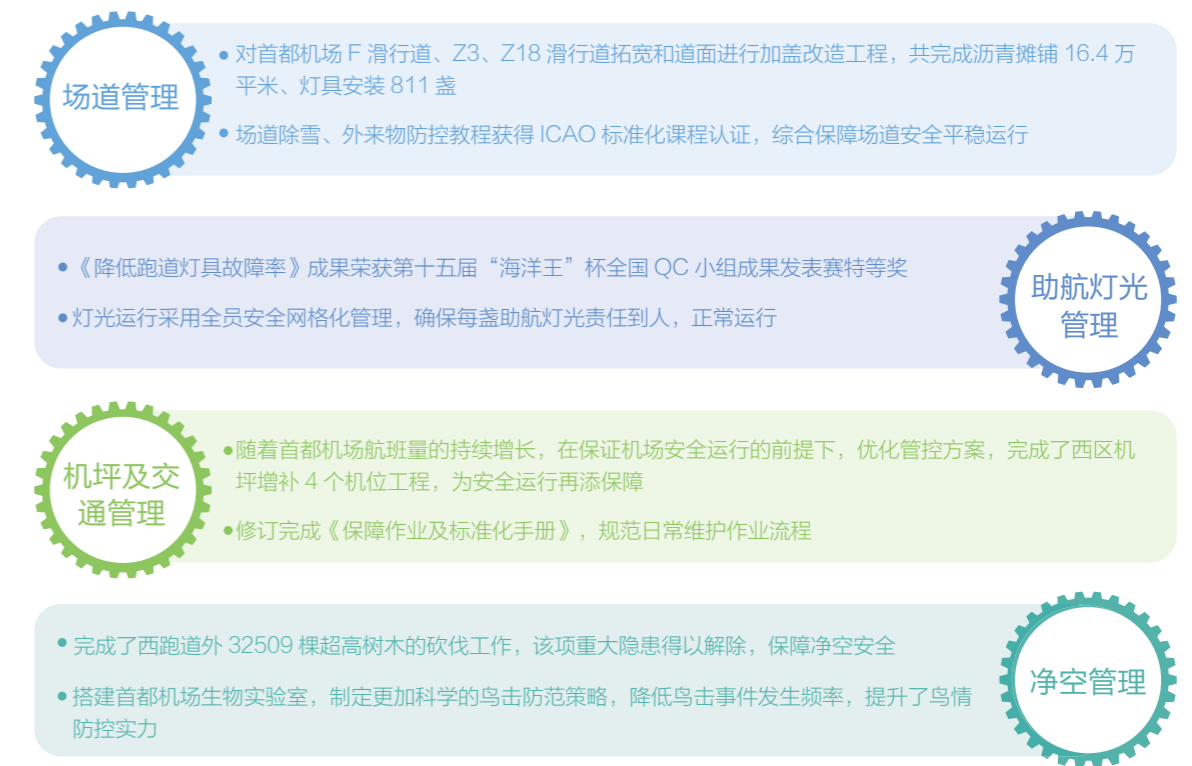 场道管理
• 对首都机场 F 滑行道、Z3、Z18 滑行道拓宽和道面进行加盖改造工程，共完成沥青摊铺 16.4 万
平米、灯具安装 811 盏
• 场道除雪、外来物防控教程获得 ICAO 标准化课程认证，综合保障场道安全平稳运行
• 《降低跑道灯具故障率》成果荣获第十五届“海洋王”杯全国 QC 小组成果发表赛特等奖
• 灯光运行采用全员安全网格化管理，确保每盏助航灯光责任到人，正常运行
助航灯光
管理
机坪及交
通管理
• 随着首都机场航班量的持续增长，在保证机场安全运行的前提下，优化管控方案，完成了西区机
坪增补 4 个机位工程，为安全运行再添保障
• 修订完成《保障作业及标准化手册》，规范日常维护作业流程
• 完成了西跑道外 32509 棵超高树木的砍伐工作，该项重大隐患得以解除，保障净空安全
• 搭建首都机场生物实验室，制定更加科学的鸟击防范策略，降低鸟击事件发生频率，提升了鸟情
防控实力
净空管理